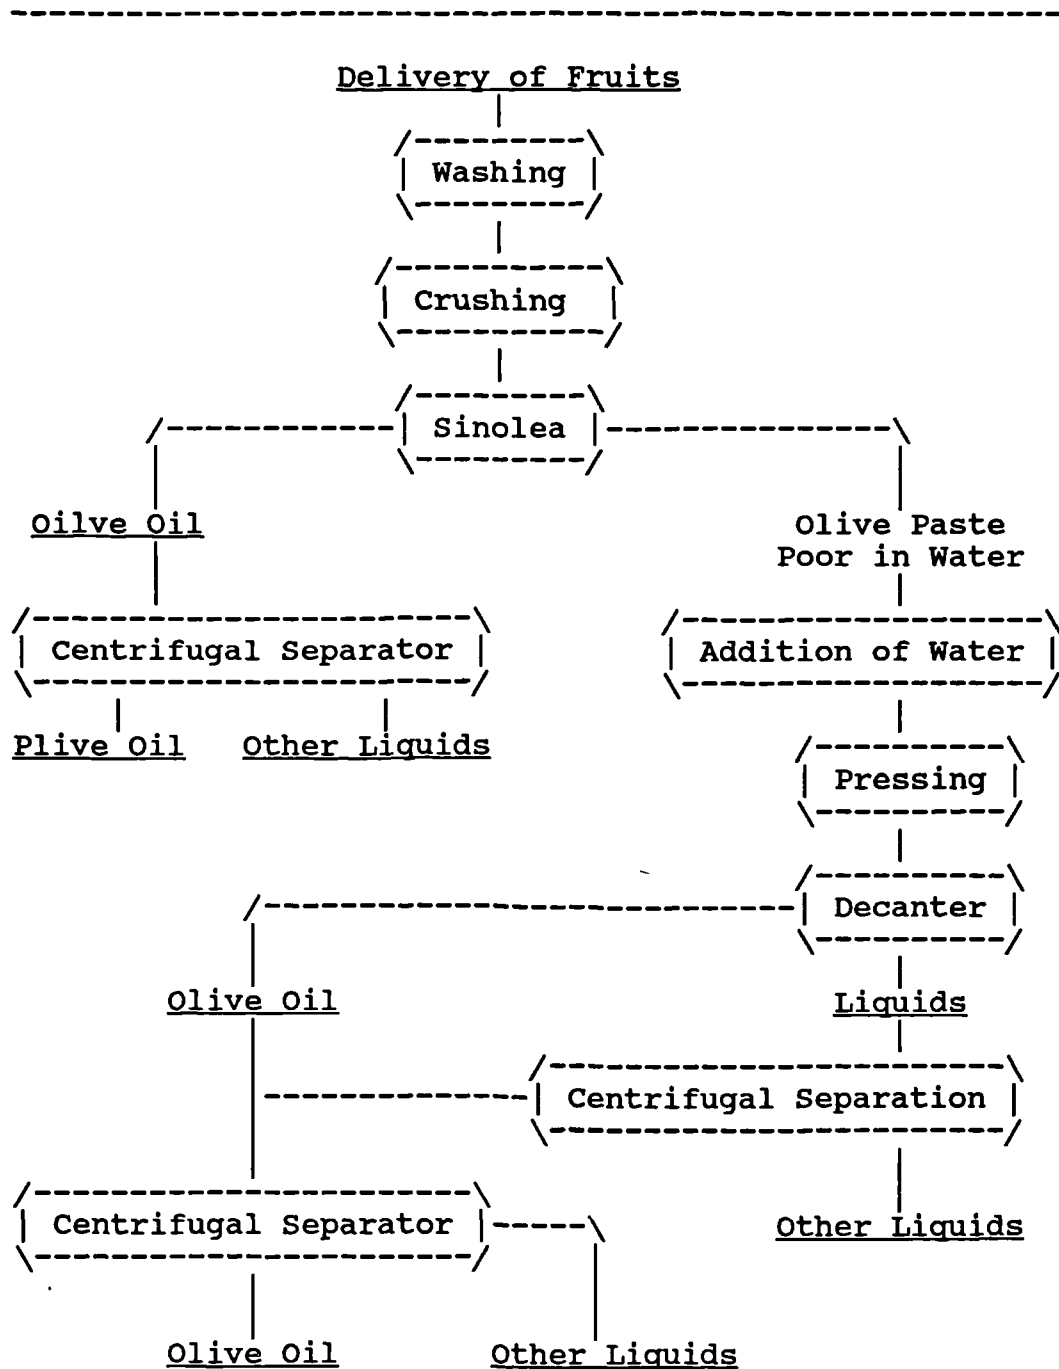 Delivery of Fruits
Washing
Crushing
Sinolea
Oilve Oil
Olive Paste
Poor in Water
Centrifugal Separator
Addition of Water
Plive Oil Other Liquids
Pressing
Decanter
Olive Oil
Liquids
Centrifugal Separation
Centrifugal Separator
Other Liquids
Olive Oil Other Liquids